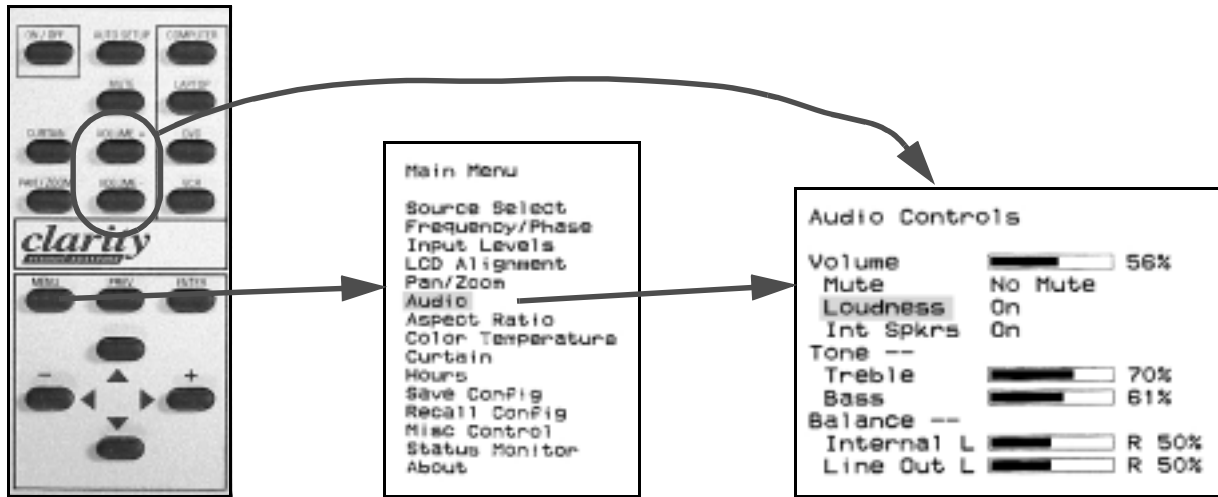 ON / OFF
AUTO SETUP
COMPUTER
MUTE
LAPTOP
CURTAIN
VOLUME +
DVD
PAN / ZOOM
VOLUME -
VCR
clarity
MENU
PREV
ENTER
-
+
Main Menu
Source Select
Frequency/Phase
Input Levels
LCD Alignment
Pan/Zoom
Audio
Aspect Ratio
Color Temperature
Curtain
Hours
Save Config
Recall Config
Misc Control
Status Monitor
About
Audio Controls
Volume 56%
Mute No Mute
Loudness On
Int Spkrs On
Tone --
Treble 70%
Bass 61%
Balance --
Internal L R 50%
Line Out L R 50%